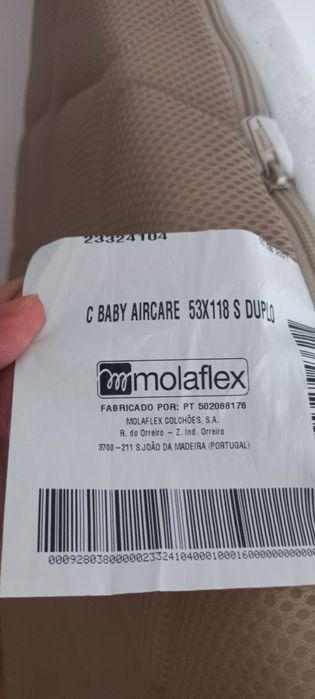 23324104
C BABY AIRCARE 53X118 S DUPLO
molaflex
FABRICADO POR: PT 502088176
MOLAFLEX COLCHÕES, S.A.
R. do Orreiro - Z. Ind. Orreiro
3700-211 S.JOÃO DA MADEIRA (PORTUGAL)